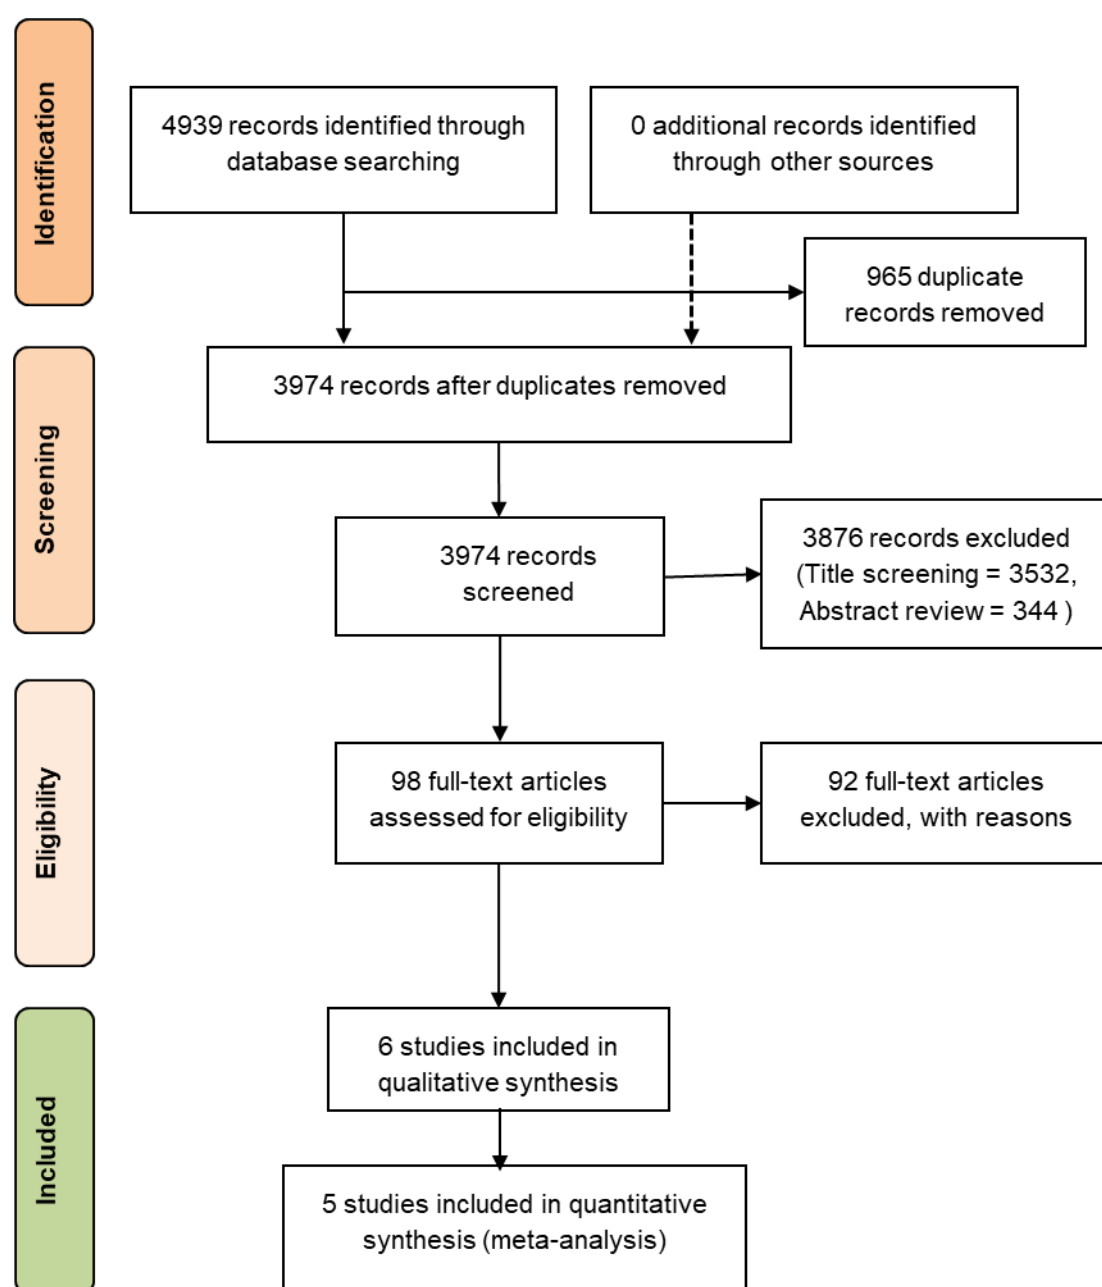 Identification
4939 records identified through
database searching
0 additional records identified
through other sources
965 duplicate
records removed
Screening
3974 records after duplicates removed
3974 records
screened
3876 records excluded
(Title screening = 3532,
Abstract review = 344 )
Eligibility
98 full-text articles
assessed for eligibility
92 full-text articles
excluded, with reasons
Included
6 studies included in
qualitative synthesis
5 studies included in quantitative
synthesis (meta-analysis)